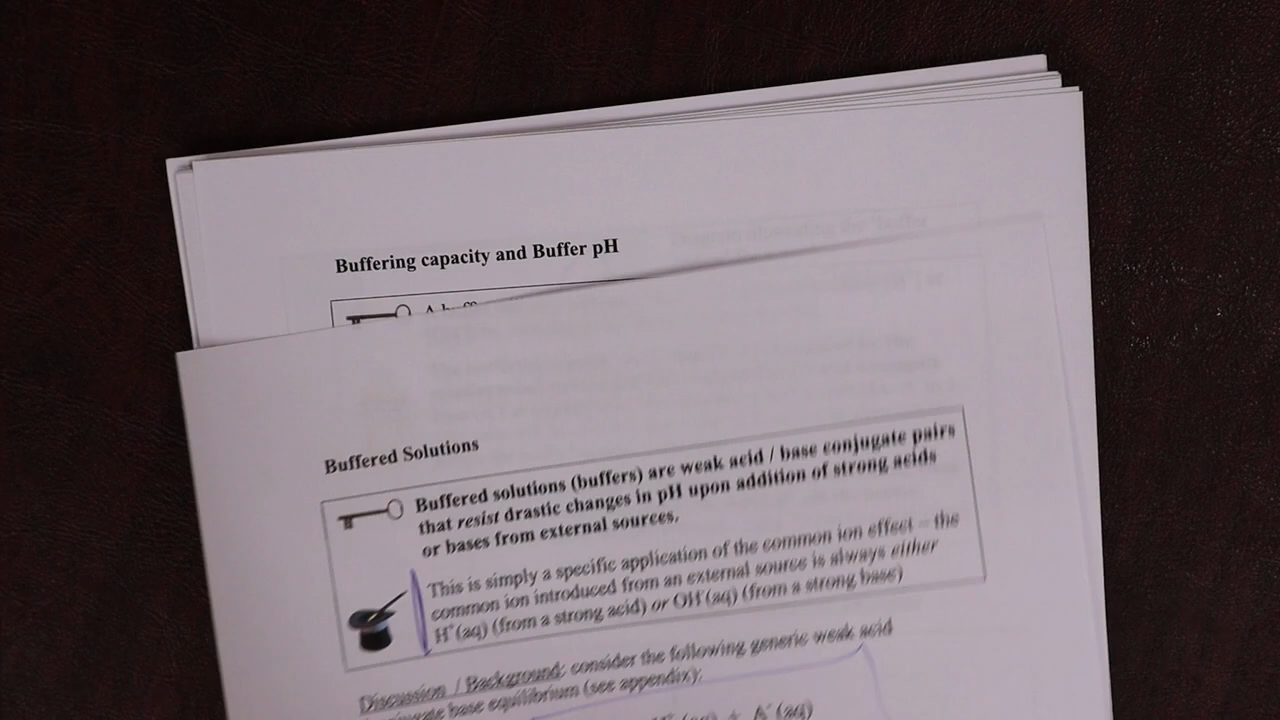 Buffering capacity and Buffer pH
A buff
Buffered Solutions
Buffered solutions (buffers) are weak acid / base conjugate pairs
that resist drastic changes in pH upon addition of strong acids
or bases from external sources.
This is simply a specific application of the common ion effect – the
common ion introduced from an external source is always either
H⁺(aq) (from a strong acid) or OH⁻(aq) (from a strong base)
Discussion / Background: consider the following generic weak acid
base equilibrium (see appendix):
(aq) + A⁻(aq)